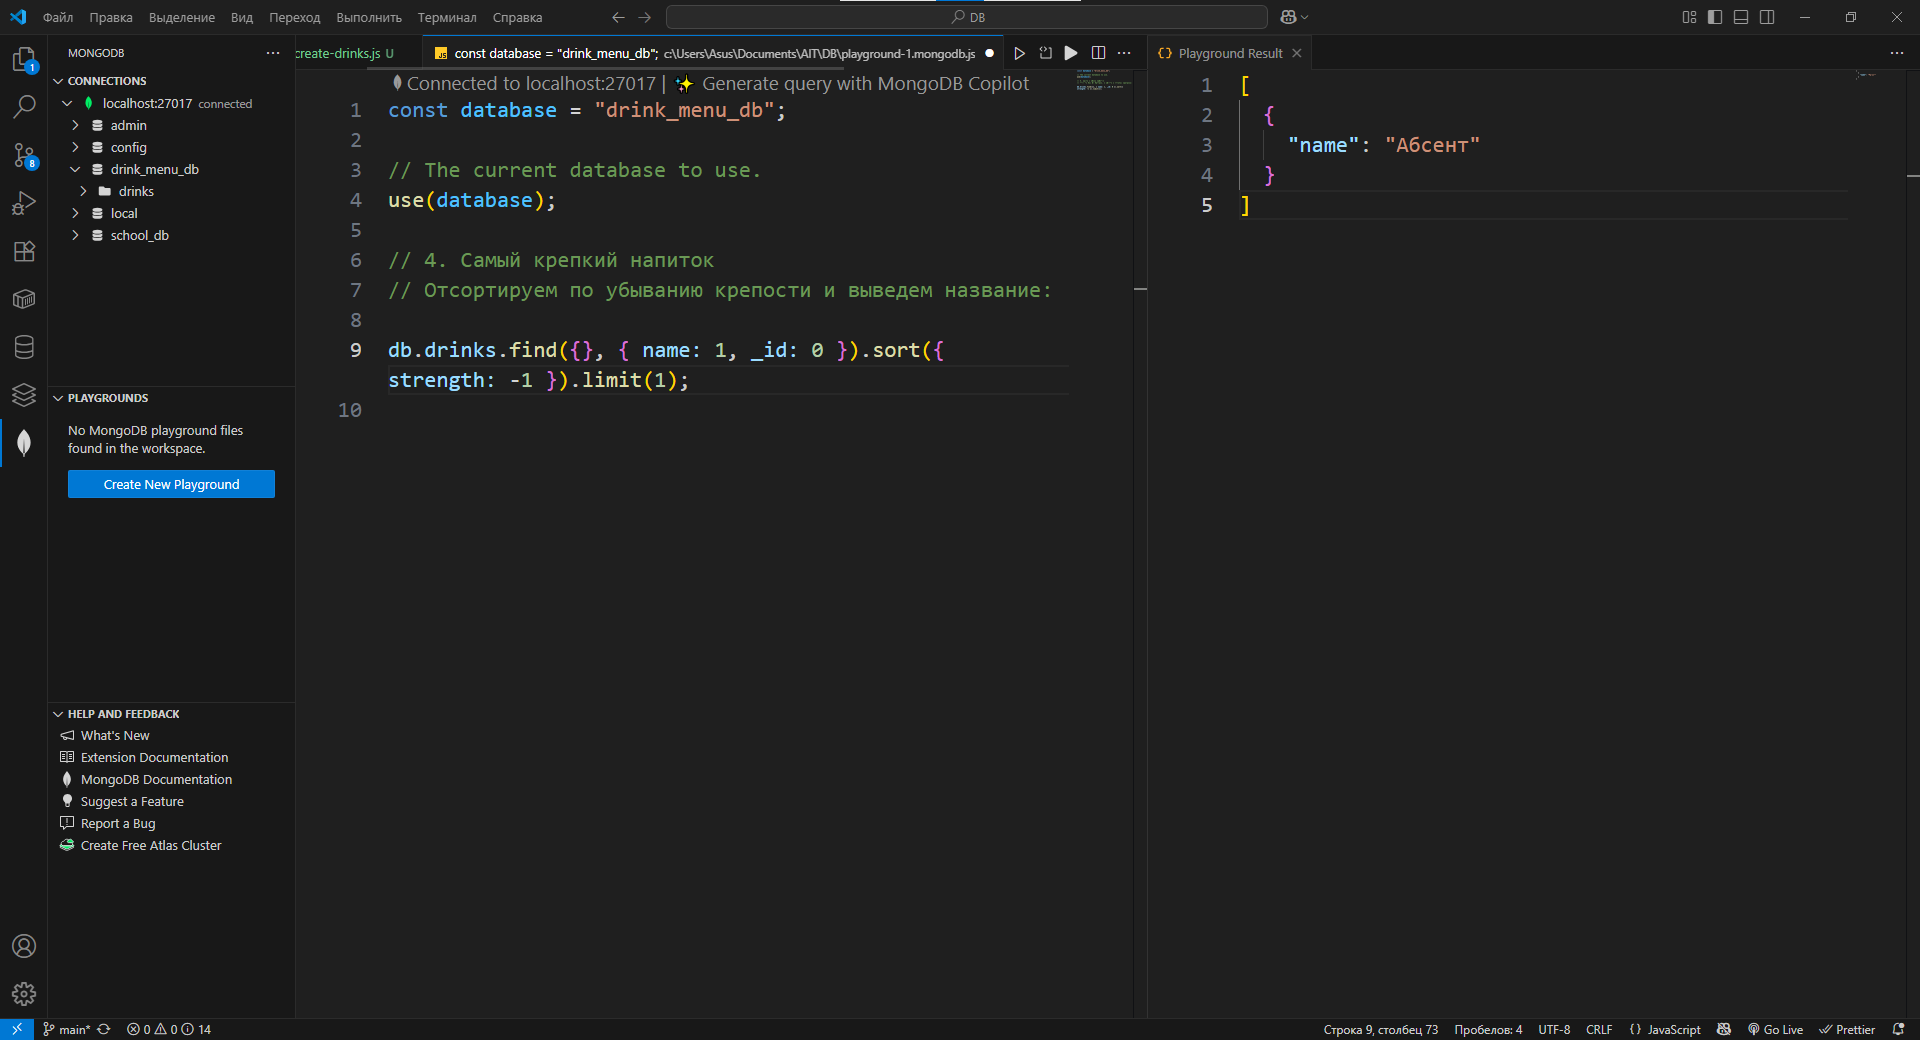 Файл Правка Выделение Вид Переход Выполнить Терминал Справка
DB
MONGODB
CONNECTIONS
localhost:27017 connected
admin
config
drink_menu_db
drinks
local
school_db
PLAYGROUNDS
No MongoDB playground files
found in the workspace.
Create New Playground
HELP AND FEEDBACK
What's New
Extension Documentation
MongoDB Documentation
Suggest a Feature
Report a Bug
Create Free Atlas Cluster
1
8
create-drinks.js U
JS const database = "drink_menu_db"; c:\Users\Asus\Documents\AIT\DB\playground-1.mongodb.js
Connected to localhost:27017 | ✨ Generate query with MongoDB Copilot
1 const database = "drink_menu_db";
2
3 // The current database to use.
4 use(database);
5
6 // 4. Самый крепкий напиток
7 // Отсортируем по убыванию крепости и выведем название:
8
9 db.drinks.find({}, { name: 1, _id: 0 }).sort({
strength: -1 }).limit(1);
10
{} Playground Result
1 [
2 {
3 "name": "Абсент"
4 }
5 ]
main* 0 0 14
Строка 9, столбец 73 Пробелов: 4 UTF-8 CRLF {} JavaScript Go Live Prettier